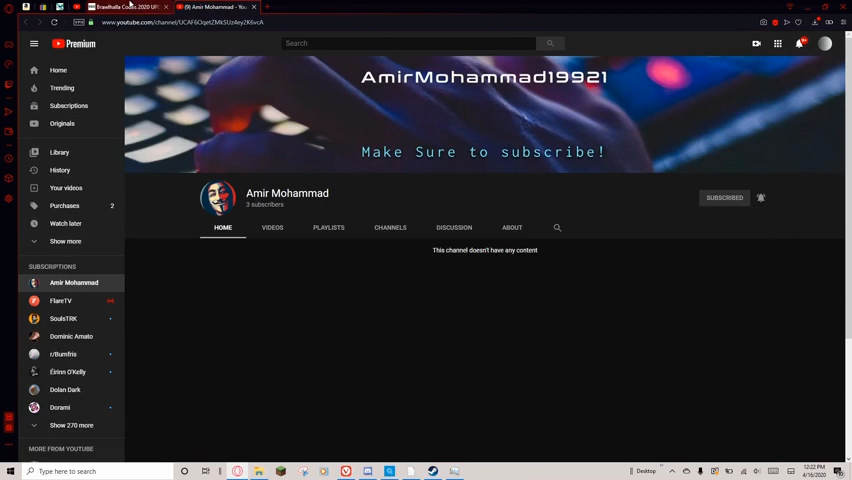 Brawlhalla Codes 2020 UP
(9) Amir Mohammad - You
VPN www.youtube.com/channel/
Premium
Search
9+
AmirMohammad19921
Make Sure to subscribe!
Home
Trending
Subscriptions
Originals
Library
History
Your videos
Purchases 2
Watch later
Show more
SUBSCRIPTIONS
Amir Mohammad
FlareTV
SoulsTRK
Dominic Amato
r/Bumfris
Éirinn O'Kelly
Dolan Dark
Dorami
Show 270 more
MORE FROM YOUTUBE
Amir Mohammad
3 subscribers
SUBSCRIBED
HOME VIDEOS PLAYLISTS CHANNELS DISCUSSION ABOUT
This channel doesn't have any content
Type here to search
Desktop
12:22 PM
4/16/2020